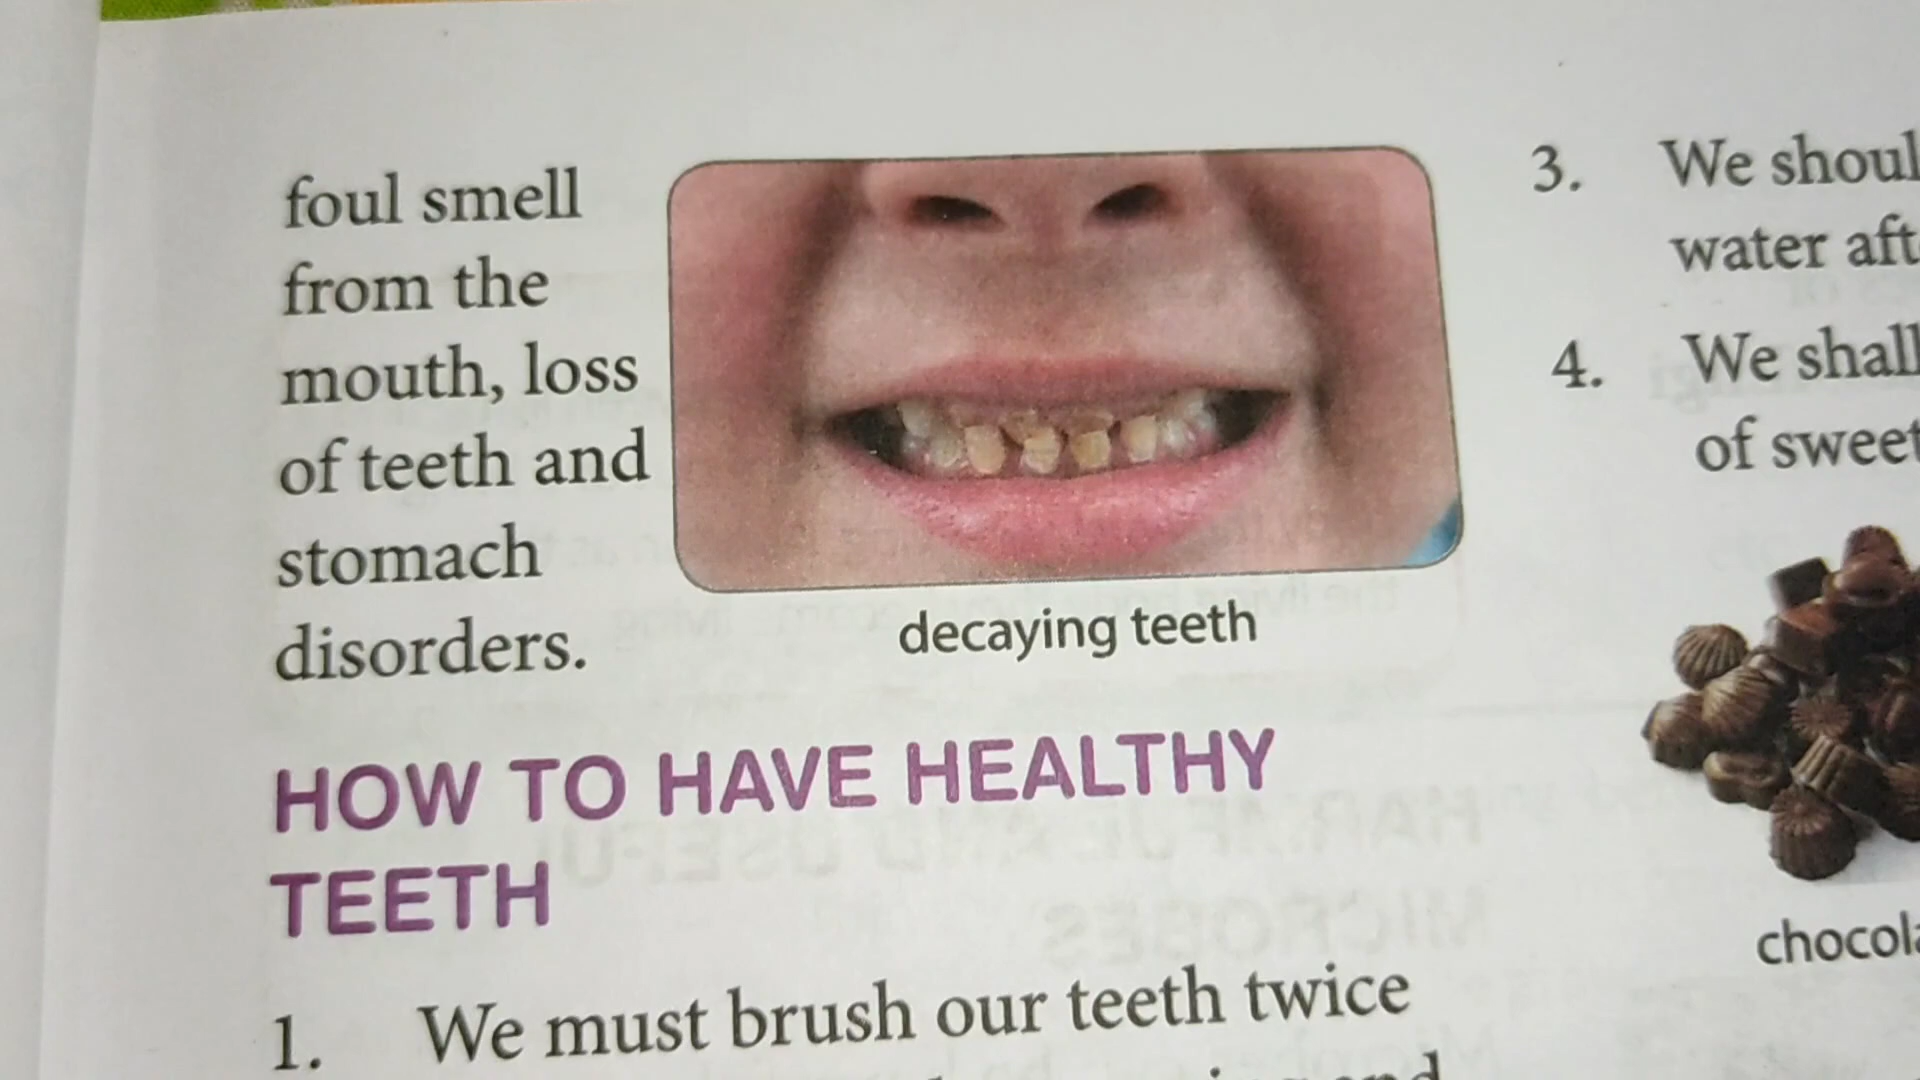 foul smell
from the
mouth, loss
of teeth and
stomach
disorders.
decaying teeth
HOW TO HAVE HEALTHY
TEETH
1. We must brush our teeth twice
3. We shoul
water aft
4. We shall
of sweet
chocola